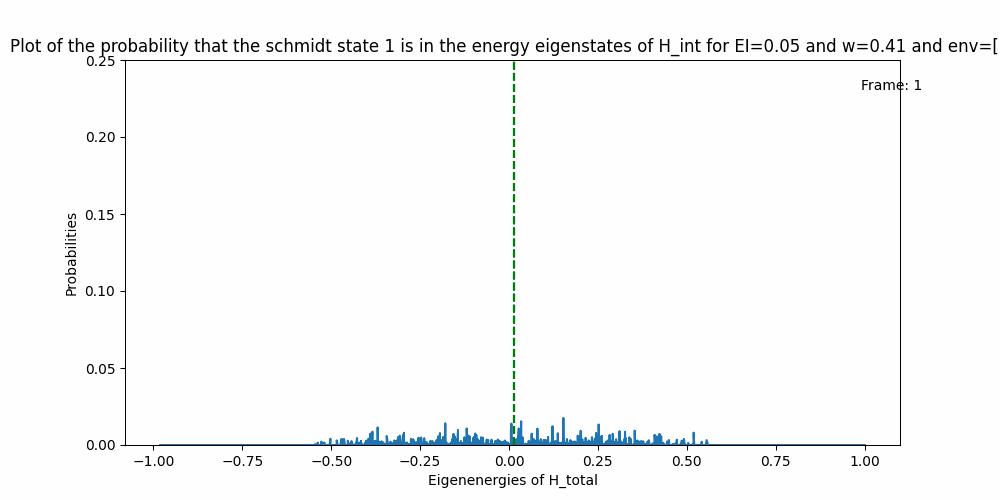 Plot of the probability that the schmidt state 1 is in the energy eigenstates of H_int for EI=0.05 and w=0.41 and env=[
0.25
Frame: 1
0.20
0.15
Probabilities
0.10
0.05
0.00
−1.00 −0.75 −0.50 −0.25 0.00 0.25 0.50 0.75 1.00
Eigenenergies of H_total